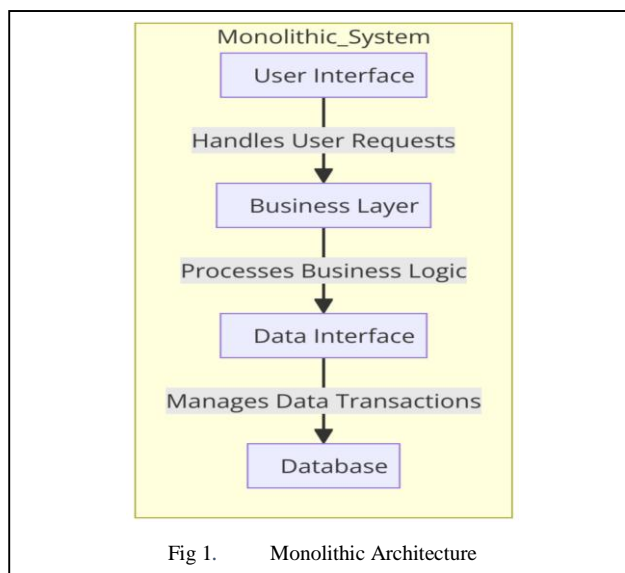 Monolithic_System
User Interface
Handles User Requests
Business Layer
Processes Business Logic
Data Interface
Manages Data Transactions
Database
Fig 1. Monolithic Architecture